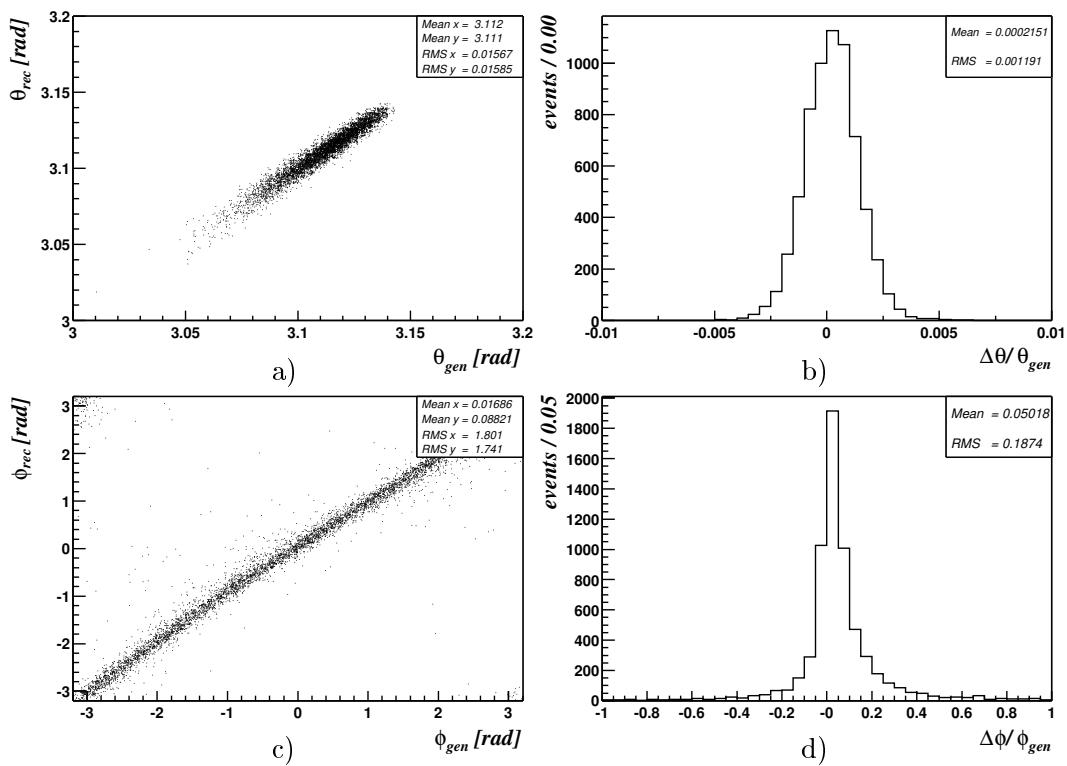 3.2
3.15
3.1
3.05
3
θrec [rad]
Mean x = 3.112
Mean y = 3.111
RMS x = 0.01567
RMS y = 0.01585
3 3.05 3.1 3.15 3.2
θgen [rad]
a)
events / 0.00
1000
800
600
400
200
0
Mean = 0.0002151
RMS = 0.001191
-0.01 -0.005 0 0.005 0.01
Δθ/ θgen
b)
ϕrec [rad]
3
2
1
0
-1
-2
-3
Mean x = 0.01686
Mean y = 0.08821
RMS x = 1.801
RMS y = 1.741
-3 -2 -1 0 1 2 3
ϕgen [rad]
c)
events / 0.05
2000
1800
1600
1400
1200
1000
800
600
400
200
0
Mean = 0.05018
RMS = 0.1874
-1 -0.8 -0.6 -0.4 -0.2 -0 0.2 0.4 0.6 0.8 1
Δϕ/ ϕgen
d)